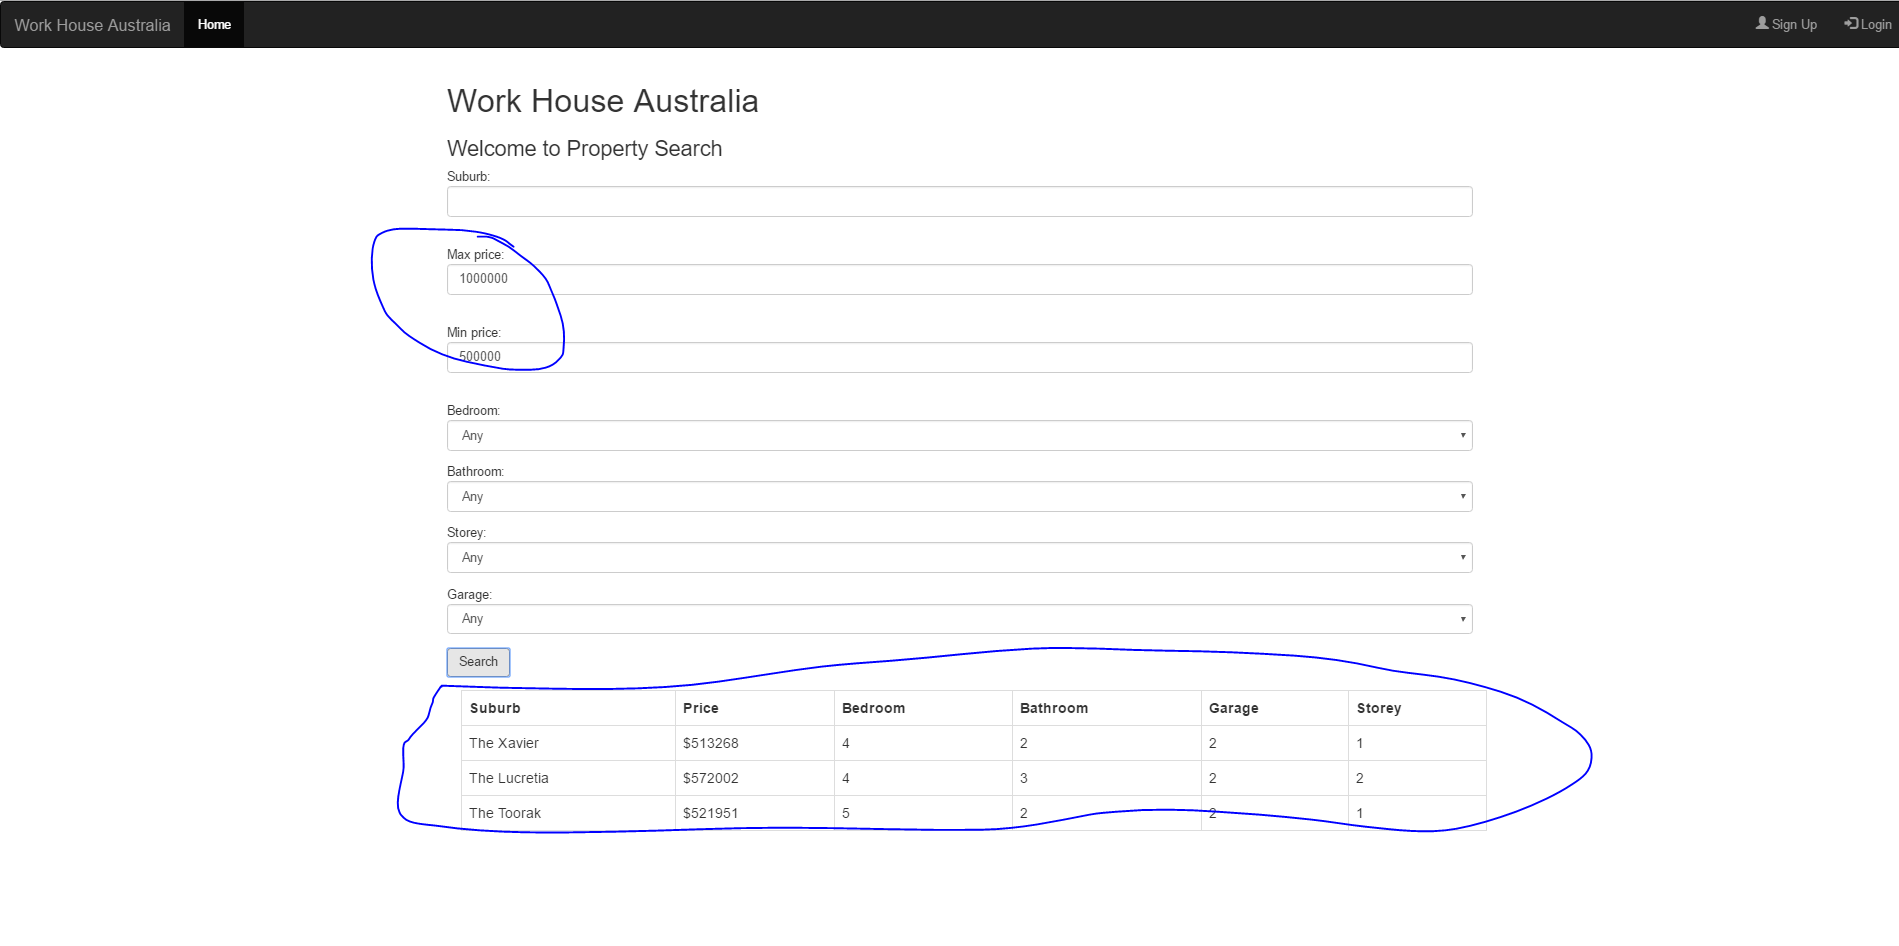 Work House Australia Home Sign Up Login
Work House Australia
Welcome to Property Search
Suburb:
Max price:
1000000
Min price:
500000
Bedroom:
Any
Bathroom:
Any
Storey:
Any
Garage:
Any
Search
Suburb Price Bedroom Bathroom Garage Storey
The Xavier $513268 4 2 2 1
The Lucretia $572002 4 3 2 2
The Toorak $521951 5 2 2 1